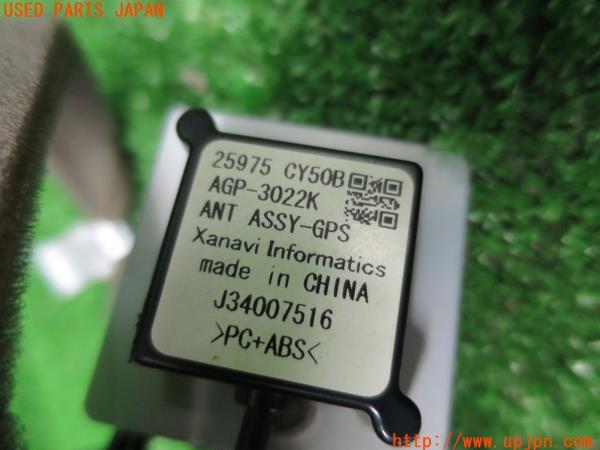 USED PARTS JAPAN
25975 CY50B
AGP-3022K
ANT ASSY-GPS
Xanavi Informatics
made in CHINA
J34007516
>PC+ABS<
http://www.upjpn.com/